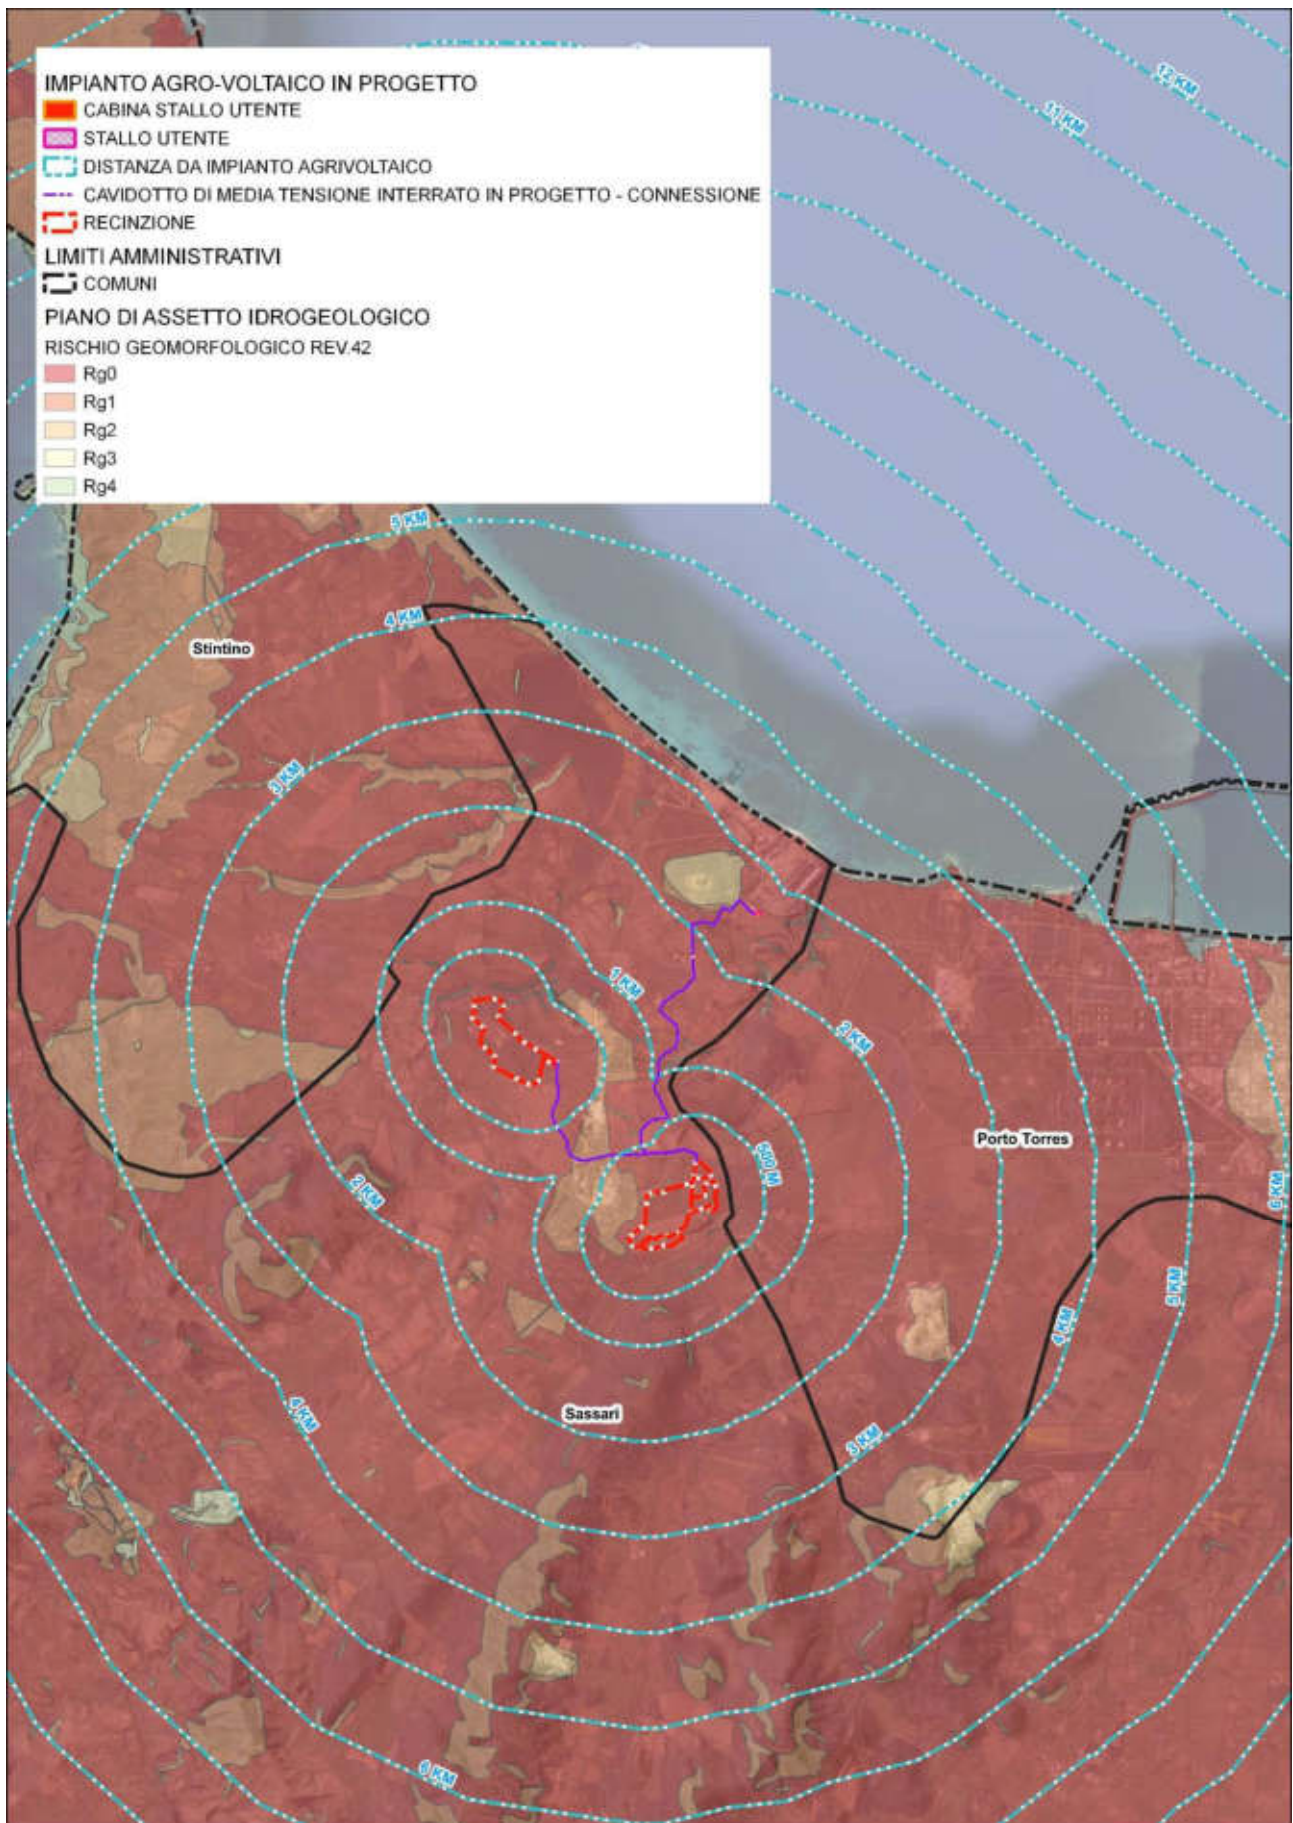 IMPIANTO AGRO-VOLTAICO IN PROGETTO
CABINA STALLO UTENTE
STALLO UTENTE
DISTANZA DA IMPIANTO AGRIVOLTAICO
CAVIDOTTO DI MEDIA TENSIONE INTERRATO IN PROGETTO - CONNESSIONE
RECINZIONE
LIMITI AMMINISTRATIVI
COMUNI
PIANO DI ASSETTO IDROGEOLOGICO
RISCHIO GEOMORFOLOGICO REV.42
Rg0
Rg1
Rg2
Rg3
Rg4
12 KM
11 KM
5 KM
4 KM
Stintino
3 KM
1 KM
2 KM
Porto Torres
500 M
2 KM
6 KM
5 KM
4 KM
4 KM
Sassari
3 KM
6 KM